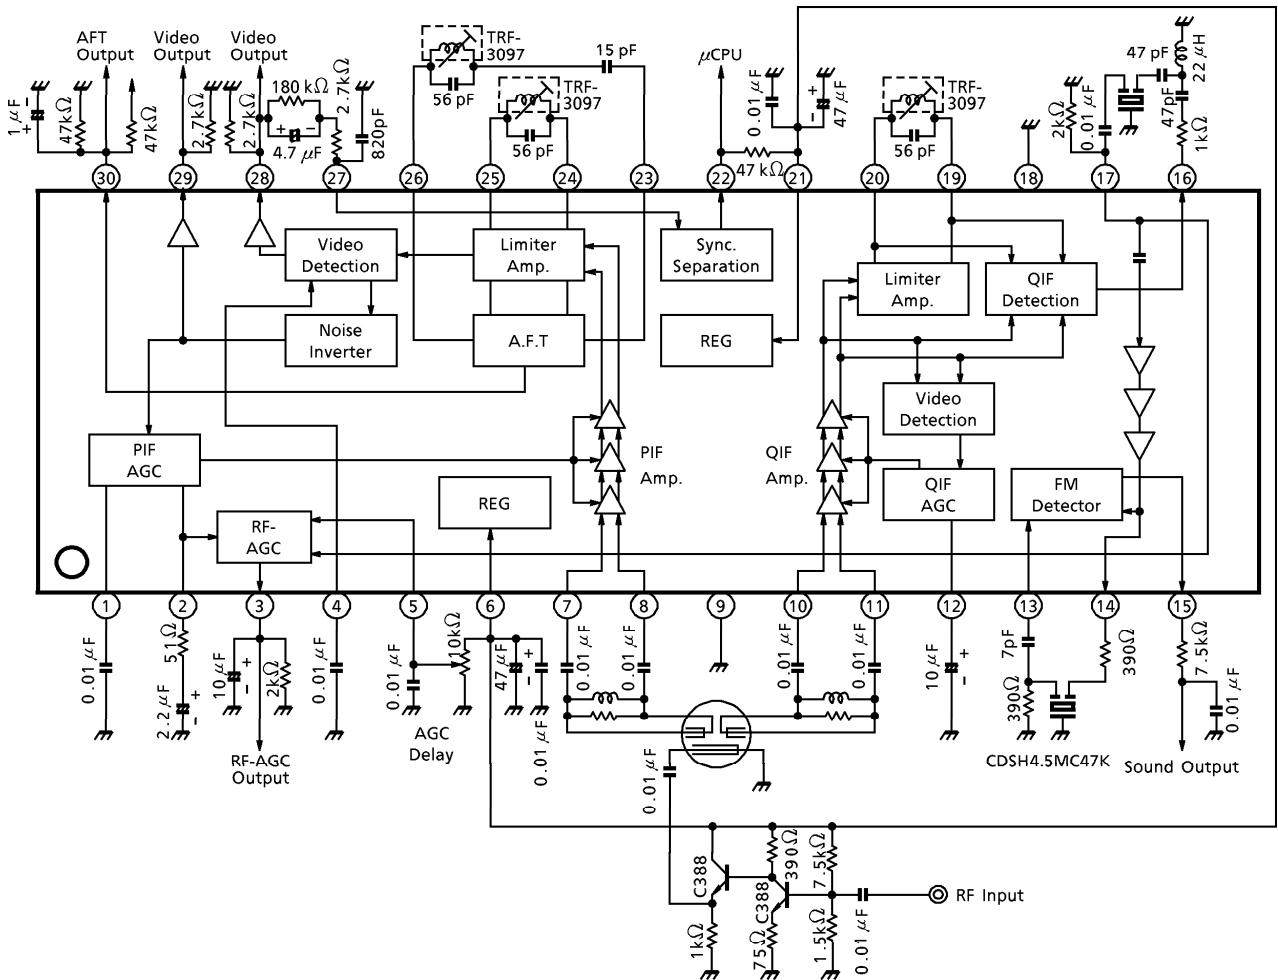 AFT
Output
Video
Output
Video
Output
1 μF
−
+
47kΩ
47kΩ
2.7kΩ
2.7kΩ
180 kΩ
+
−
4.7 μF
2.7kΩ
820pF
TRF-
3097
56 pF
15 pF
TRF-
3097
56 pF
μCPU
47 kΩ
0.01 μF
+
−
47 μF
TRF-
3097
56 pF
2kΩ
0.01 μF
47 pF
22 μH
47pF
1kΩ
30
29
28
27
26
25
24
23
22
21
20
19
18
17
16
Video
Detection
Limiter
Amp.
Sync.
Separation
Limiter
Amp.
QIF
Detection
Noise
Inverter
A.F.T
REG
Video
Detection
PIF
AGC
PIF
Amp.
QIF
Amp.
REG
QIF
AGC
FM
Detector
RF-
AGC
1
2
3
4
5
6
7
8
9
10
11
12
13
14
15
0.01 μF
51Ω
2.2 μF
+
−
10 μF
+
−
2kΩ
RF-AGC
Output
0.01 μF
0.01 μF
10kΩ
AGC
Delay
47 μF
+
−
0.01 μF
0.01 μF
0.01 μF
0.01 μF
0.01 μF
10 μF
+
−
7pF
390Ω
390Ω
CDSH4.5MC47K
7.5kΩ
0.01 μF
Sound Output
0.01 μF
C388
1kΩ
390Ω
C388
75Ω
7.5kΩ
1.5kΩ
0.01 μF
RF Input